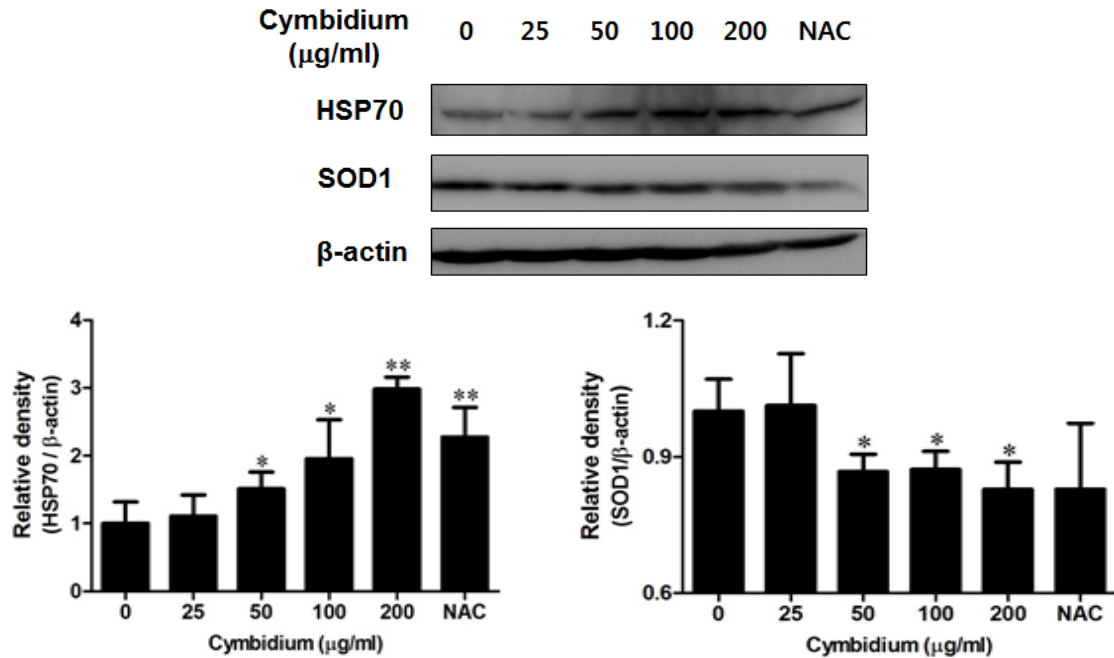 Cymbidium 0 25 50 100 200 NAC
(μg/ml)
HSP70
SOD1
β-actin
Relative density
(HSP70 / β-actin)
4
3
2
1
0
*
*
**
**
0 25 50 100 200 NAC
Cymbidium (μg/ml)
Relative density
(SOD1/β-actin)
1.2
0.9
0.6
*
*
*
0 25 50 100 200 NAC
Cymbidium (μg/ml)